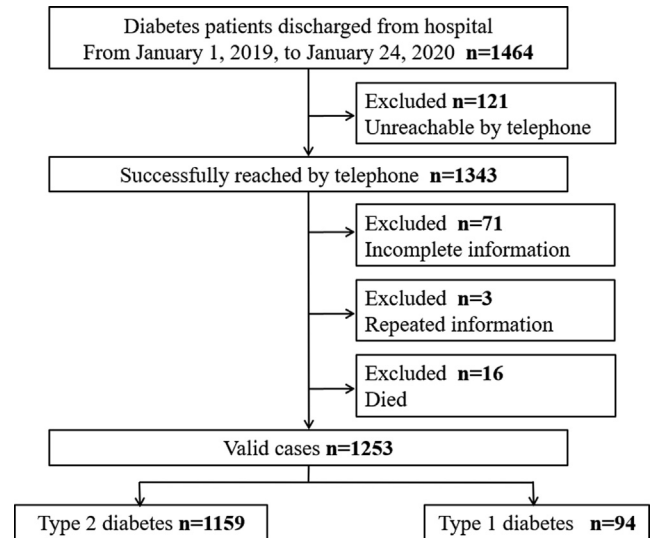 Diabetes patients discharged from hospital
From January 1, 2019, to January 24, 2020 n=1464
Excluded n=121
Unreachable by telephone
Successfully reached by telephone n=1343
Excluded n=71
Incomplete information
Excluded n=3
Repeated information
Excluded n=16
Died
Valid cases n=1253
Type 2 diabetes n=1159
Type 1 diabetes n=94